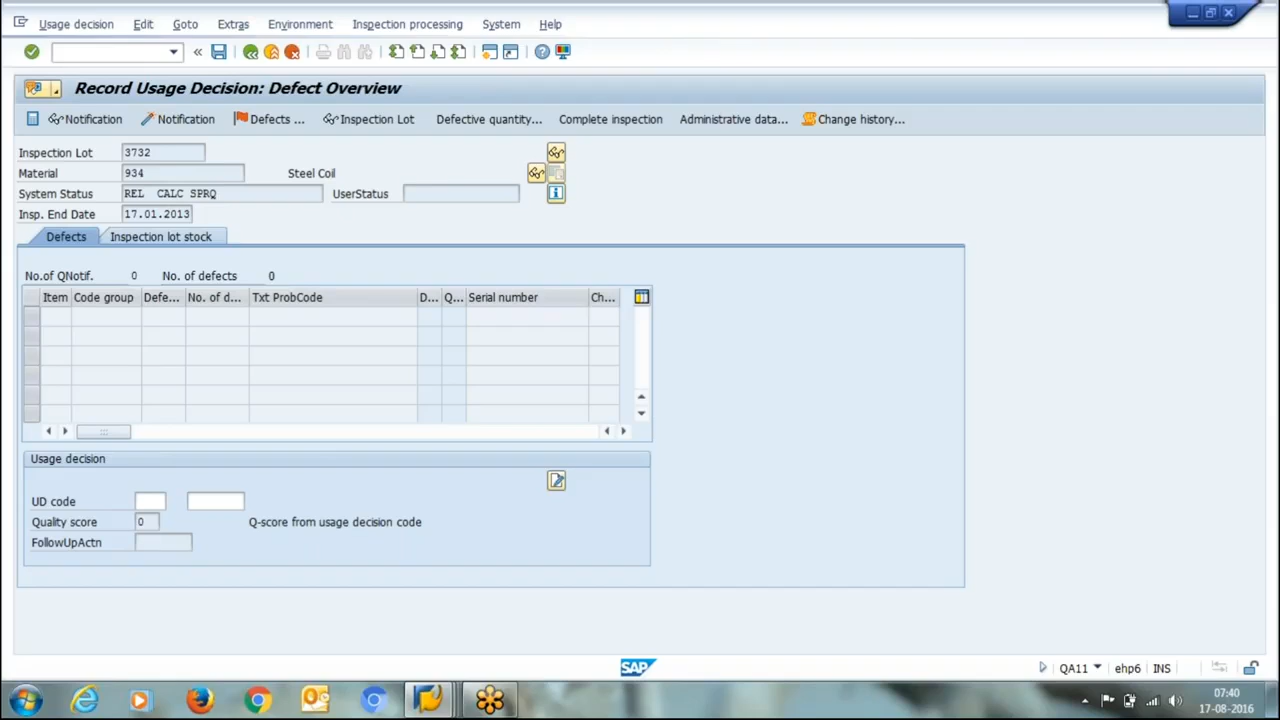 Usage decision Edit Goto Extras Environment Inspection processing System Help
Record Usage Decision: Defect Overview
Notification Notification Defects ... Inspection Lot Defective quantity... Complete inspection Administrative data... Change history...
Inspection Lot 3732
Material 934 Steel Coil
System Status REL CALC SPRQ UserStatus
Insp. End Date 17.01.2013
Defects Inspection lot stock
No.of QNotif. 0 No. of defects 0
Item Code group Defe... No. of d... Txt ProbCode D... Q... Serial number Ch...
Usage decision
UD code
Quality score 0 Q-score from usage decision code
FollowUpActn
SAP QA11 ehp6 INS
07:40
17-08-2016